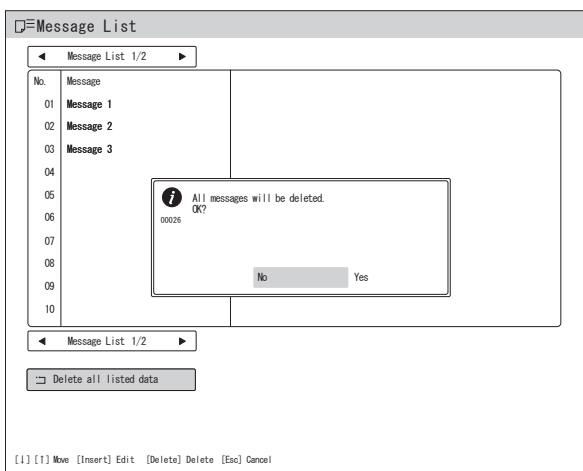 Message List
◀ Message List 1/2 ▶
No. Message
01 Message 1
02 Message 2
03 Message 3
04
05
06
07
08
09
10
i All messages will be deleted.
OK?
00026
No Yes
◀ Message List 1/2 ▶
Delete all listed data
[↓] [↑] Move [Insert] Edit [Delete] Delete [Esc] Cancel